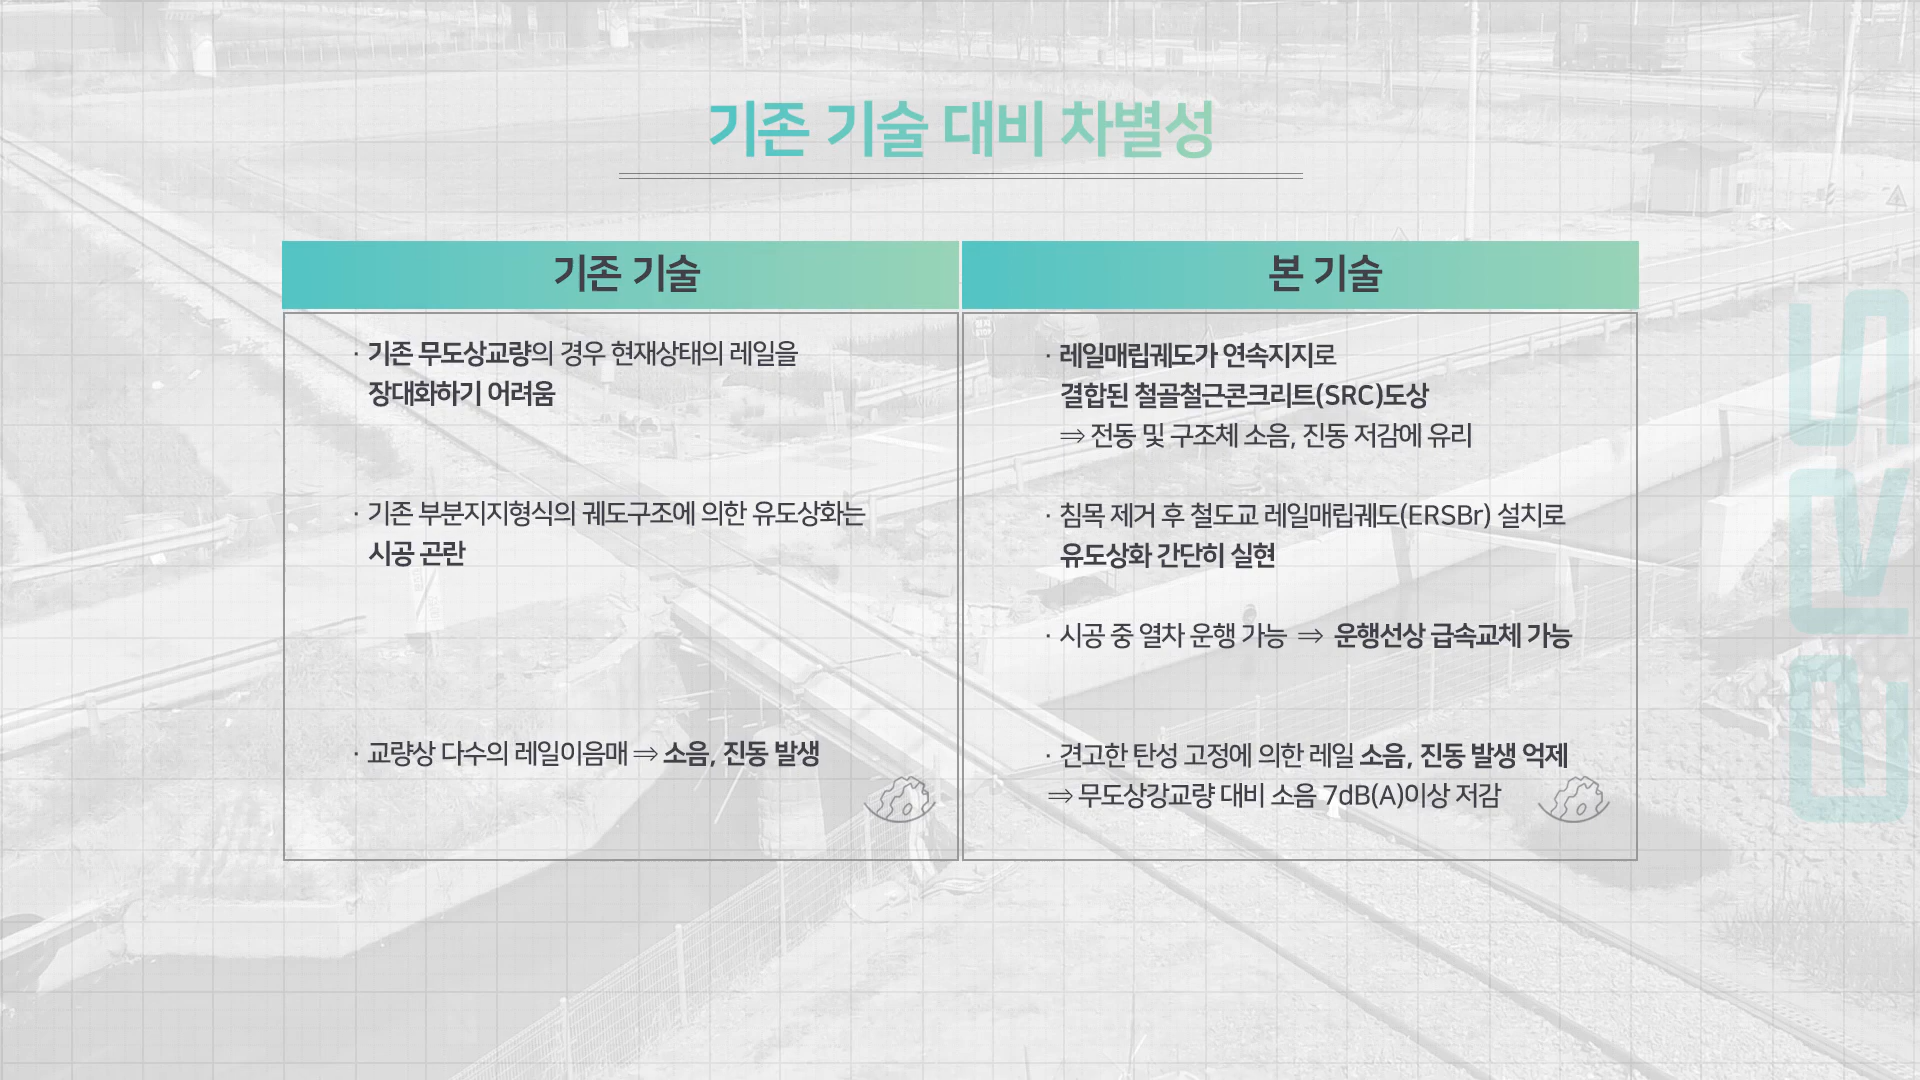 기존 기술 대비 차별성
기존 기술
· 기존 무도상교량의 경우 현재상태의 레일을
장대화하기 어려움
· 기존 부분지지형식의 궤도구조에 의한 유도상화는
시공 곤란
· 교량상 다수의 레일이음매 ⇒ 소음, 진동 발생
본 기술
· 레일매립궤도가 연속지지로
결합된 철골철근콘크리트(SRC)도상
⇒ 전동 및 구조체 소음, 진동 저감에 유리
· 침목 제거 후 철도교 레일매립궤도(ERSBr) 설치로
유도상화 간단히 실현
· 시공 중 열차 운행 가능 ⇒ 운행선상 급속교체 가능
· 견고한 탄성 고정에 의한 레일 소음, 진동 발생 억제
⇒ 무도상강교량 대비 소음 7dB(A)이상 저감